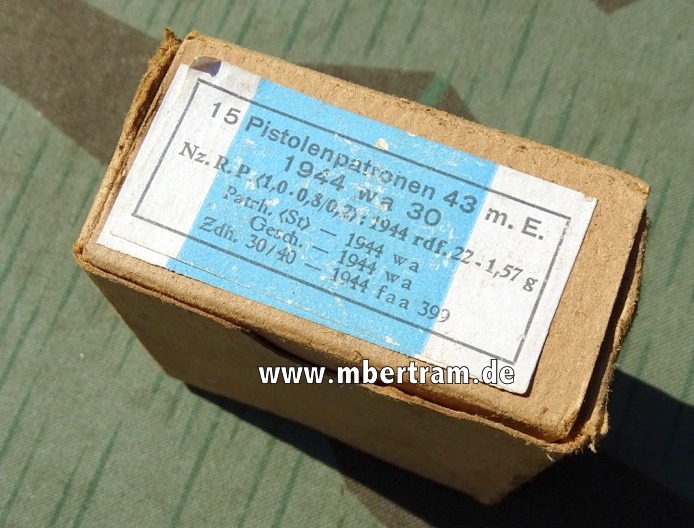 15 Pistolenpatronen 43 m. E.
1944 wa 30
Nz. R. P. (1,0 · 0,8/0,2) : 1944 rdf. 22 - 1,57 g
Patrh. (St) — 1944 wa
Gesch. — 1944 wa
Zdh. 30/40 — 1944 faa 399
www.mbertram.de